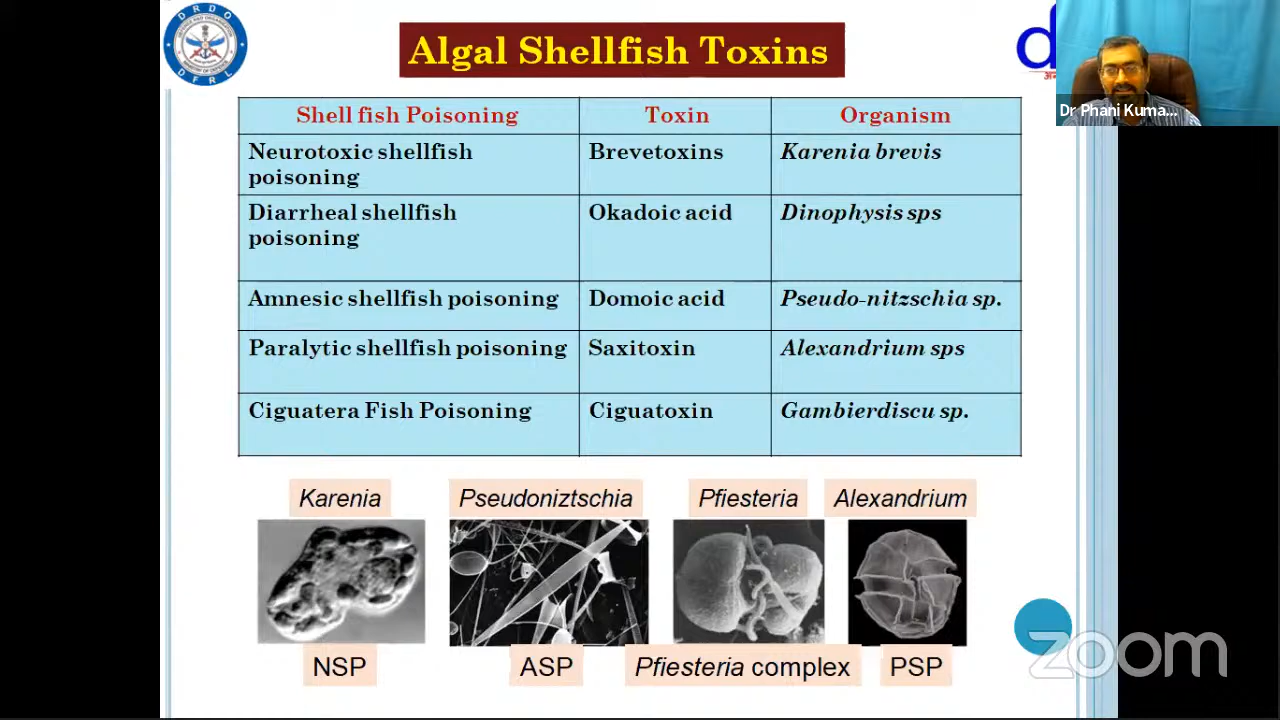 DRDO
DFRL
Algal Shellfish Toxins
Dr Phani Kuma...
Shell fish Poisoning Toxin Organism
Neurotoxic shellfish Brevetoxins Karenia brevis
poisoning
Diarrheal shellfish Okadoic acid Dinophysis sps
poisoning
Amnesic shellfish poisoning Domoic acid Pseudo-nitzschia sp.
Paralytic shellfish poisoning Saxitoxin Alexandrium sps
Ciguatera Fish Poisoning Ciguatoxin Gambierdiscu sp.
Karenia Pseudoniztschia Pfiesteria Alexandrium
NSP ASP Pfiesteria complex PSP
zoom